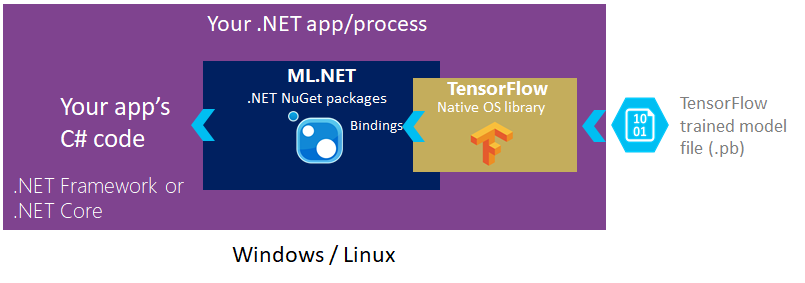 Your .NET app/process
ML.NET
.NET NuGet packages
Bindings
TensorFlow
Native OS library
Your app's
C# code
.NET Framework or
.NET Core
10
01
TensorFlow
trained model
file (.pb)
Windows / Linux